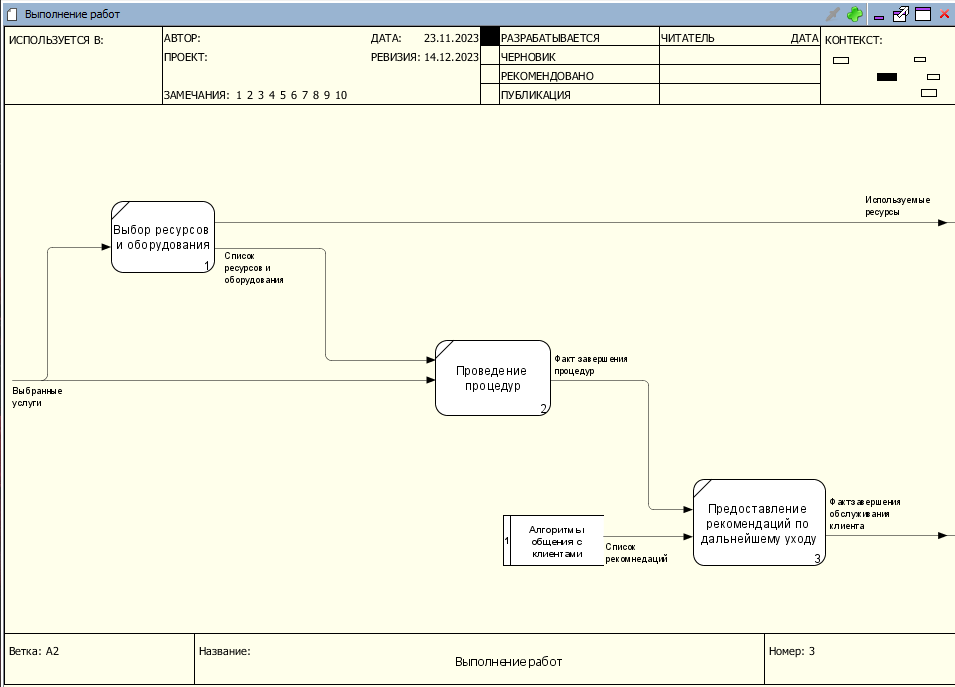 Выполнение работ
ИСПОЛЬЗУЕТСЯ В:
АВТОР:
ДАТА: 23.11.2023
РАЗРАБАТЫВАЕТСЯ
ЧИТАТЕЛЬ
ДАТА
КОНТЕКСТ:
ПРОЕКТ:
РЕВИЗИЯ: 14.12.2023
ЧЕРНОВИК
РЕКОМЕНДОВАНО
ЗАМЕЧАНИЯ: 1 2 3 4 5 6 7 8 9 10
ПУБЛИКАЦИЯ
Используемые
ресурсы
Выбор ресурсов
и оборудования
1
Список
ресурсов и
оборудования
Выбранные
услуги
Проведение
процедур
2
Факт завершения
процедур
1
Алгоритмы
общения с
клиентами
Список
рекомнедаций
Предоставление
рекомендаций по
дальнейшему уходу
3
Факт завершения
обслуживания
клиента
Ветка: A2
Название:
Выполнение работ
Номер: 3